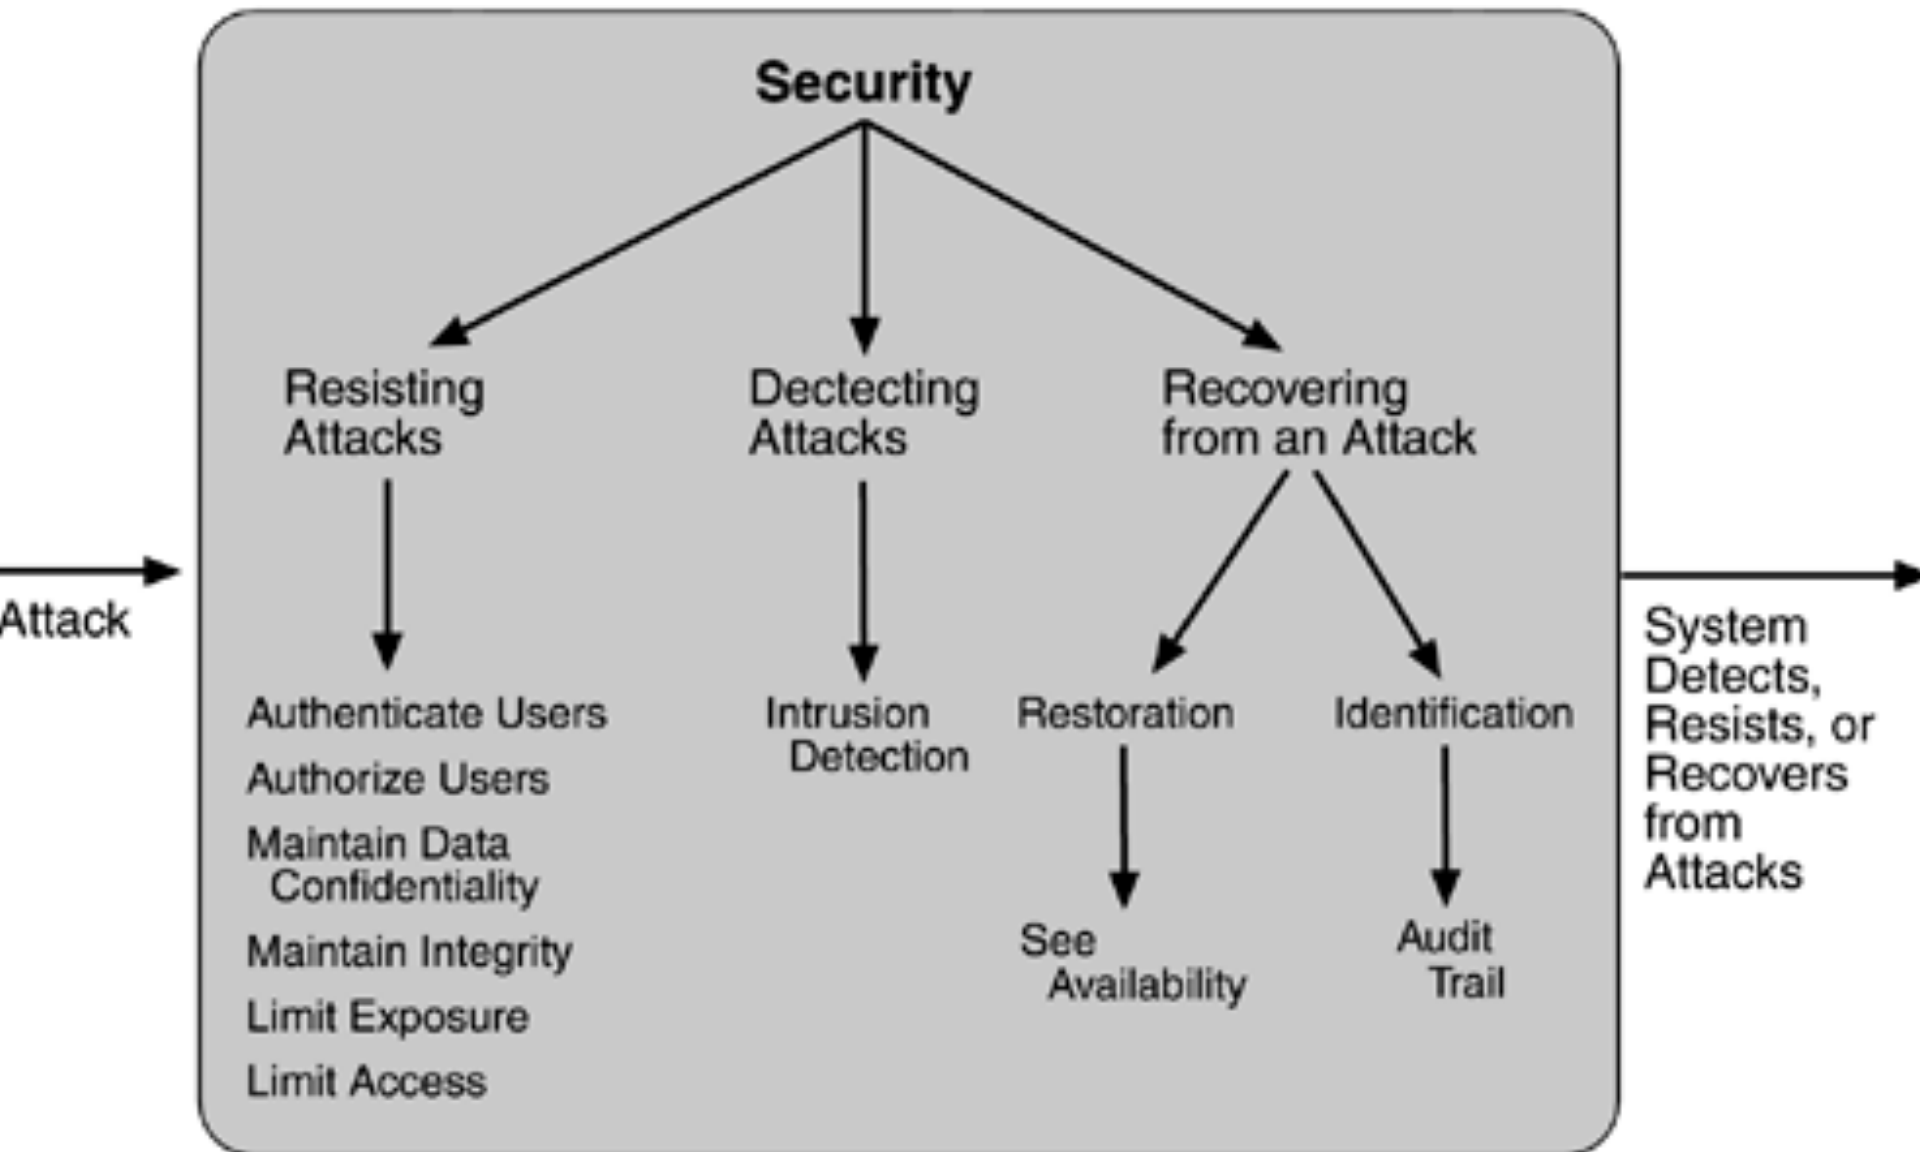 Security
Resisting
Attacks
Dectecting
Attacks
Recovering
from an Attack
Attack
Authenticate Users
Authorize Users
Maintain Data
Confidentiality
Maintain Integrity
Limit Exposure
Limit Access
Intrusion
Detection
Restoration
See
Availability
Identification
Audit
Trail
System
Detects,
Resists, or
Recovers
from
Attacks